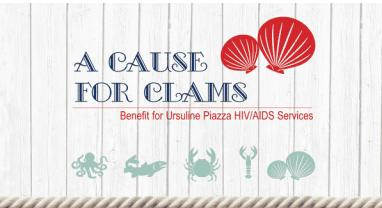 A CAUSE
FOR CLAMS
Benefit for Ursuline Piazza HIV/AIDS Services